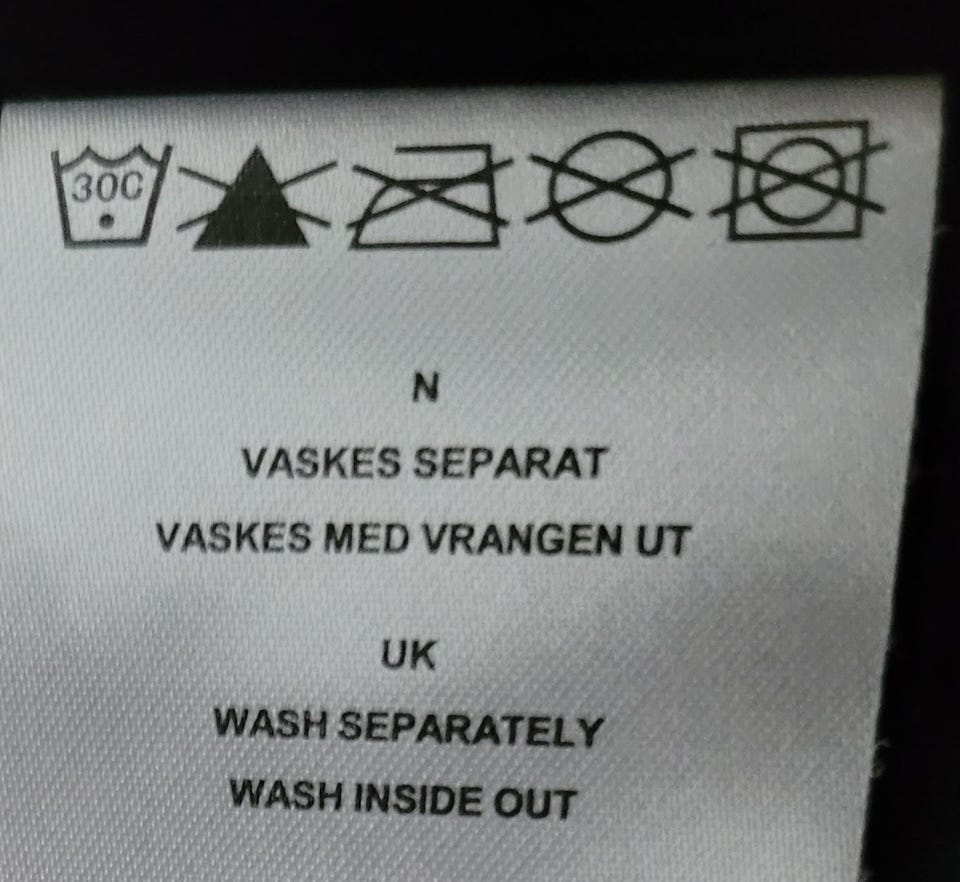 30C
N
VASKES SEPARAT
VASKES MED VRANGEN UT
UK
WASH SEPARATELY
WASH INSIDE OUT